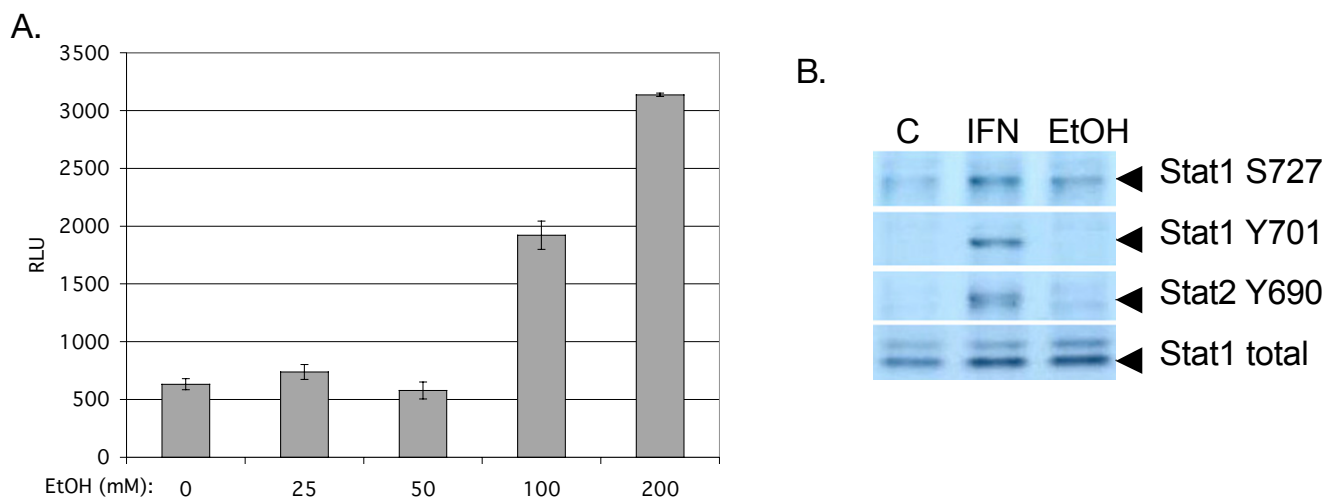 A.
3500
3000
2500
2000
1500
1000
500
0
RLU
EtOH (mM): 0 25 50 100 200
B.
C IFN EtOH
Stat1 S727
Stat1 Y701
Stat2 Y690
Stat1 total